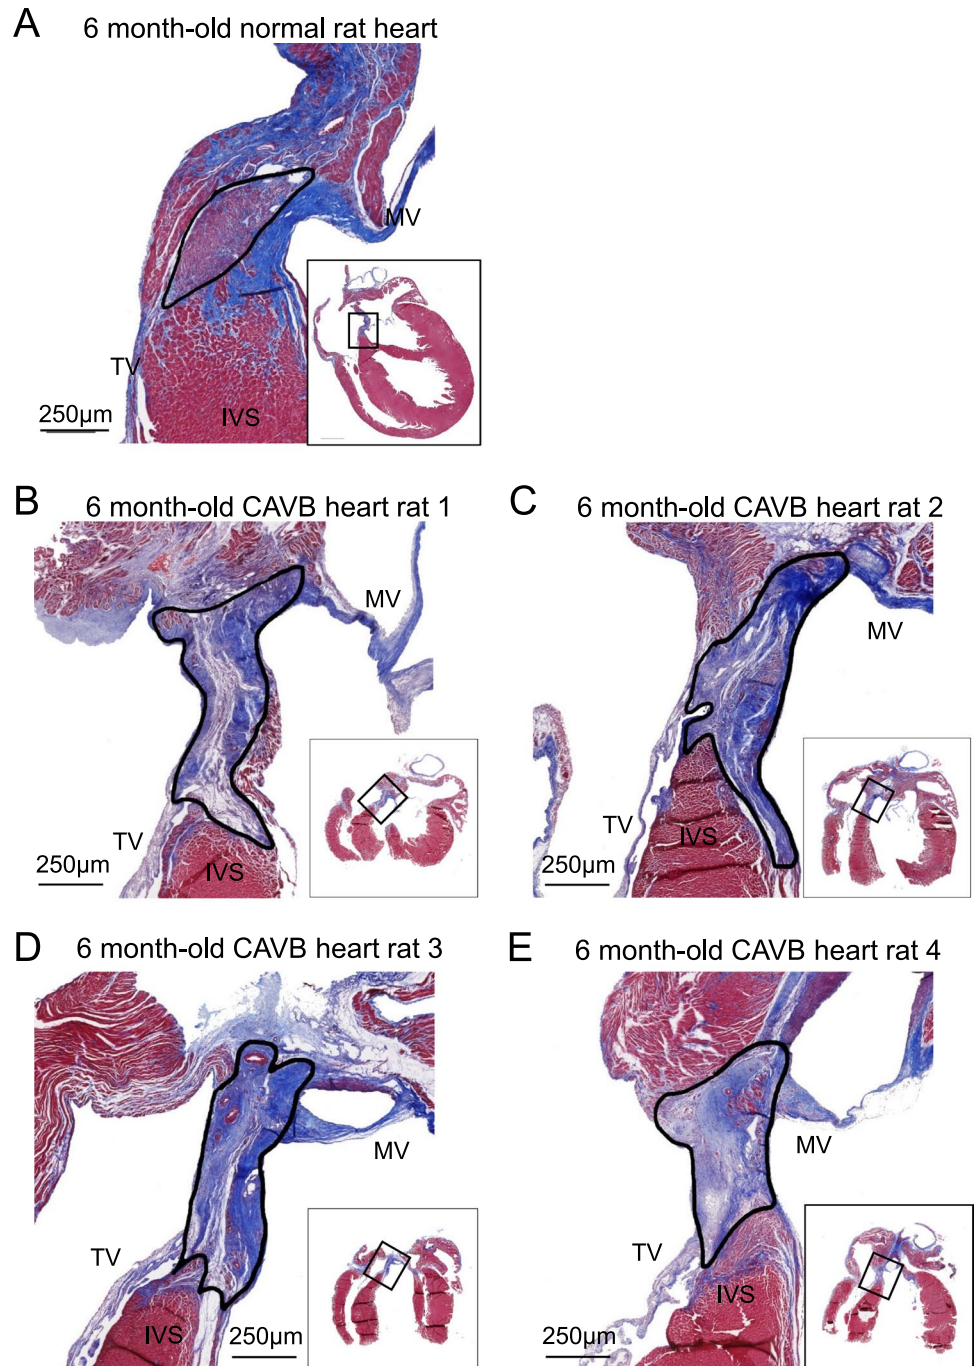 A 6 month-old normal rat heart
MV
TV
250µm
IVS
B 6 month-old CAVB heart rat 1
MV
TV
250µm
IVS
C 6 month-old CAVB heart rat 2
MV
TV
250µm
IVS
D 6 month-old CAVB heart rat 3
MV
TV
IVS
250µm
E 6 month-old CAVB heart rat 4
MV
TV
250µm
IVS